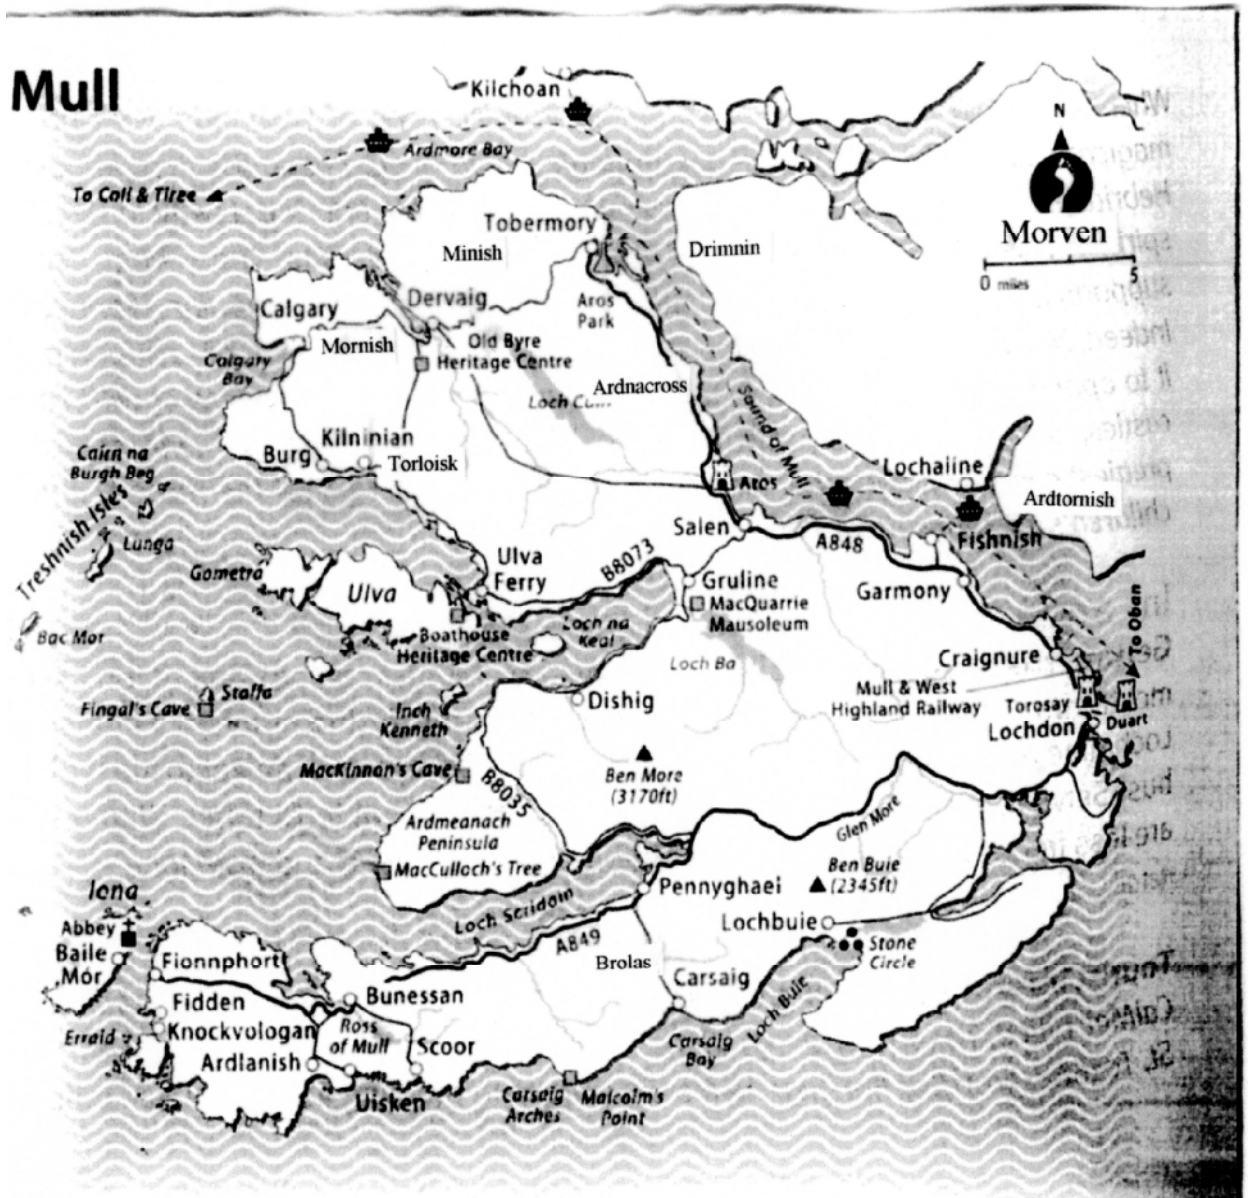 Mull
Kilchoan
Ardmore Bay
To Coll & Tiree
N
Morven
0 miles
5
Tobermory
Minish
Drimnin
Calgary
Dervaig
Aros
Park
Mornish
Old Byre
Heritage Centre
Calgary
Bay
Ardnacross
Loch
Sound of Mull
Kilninian
Burg
Torloisk
Cairn na
Burgh Beg
Treshnish Isles
Lunga
Aros
Lochaline
Ardtornish
Salen
A848
Fishnish
Gometra
Ulva
Ulva
Ferry
B8073
Gruline
MacQuarrie
Mausoleum
Garmony
Bac Mor
Boathouse
Heritage Centre
Loch na
Keal
Loch Ba
Craignure
To Oban
Staffa
Fingal's Cave
Inch
Kenneth
Dishig
Mull & West
Highland Railway
Torosay
Duart
Lochdon
MacKinnon's Cave
B8035
Ben More
(3170ft)
Ardmeanach
Peninsula
Glen More
MacCulloch's Tree
Ben Buie
(2345ft)
Iona
Loch Scridain
Pennyghael
Abbey
Baile
Mór
Lochbuie
Stone
Circle
Fionnphort
A849
Brolas
Carsaig
Bunessan
Fidden
Knockvologan
Erraid
Ross
of Mull
Scoor
Ardlanish
Uisken
Carsaig
Bay
Loch Buie
Carsaig
Arches
Malcolm's
Point